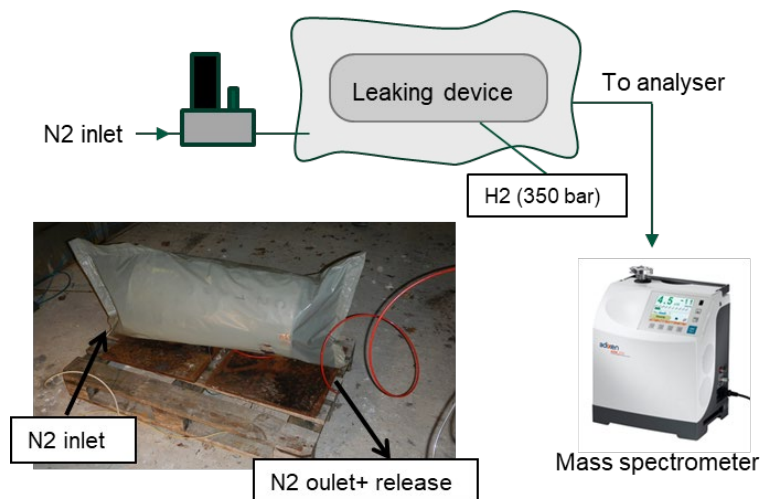 Leaking device
To analyser
N2 inlet
H2 (350 bar)
N2 inlet
N2 oulet+ release
Mass spectrometer